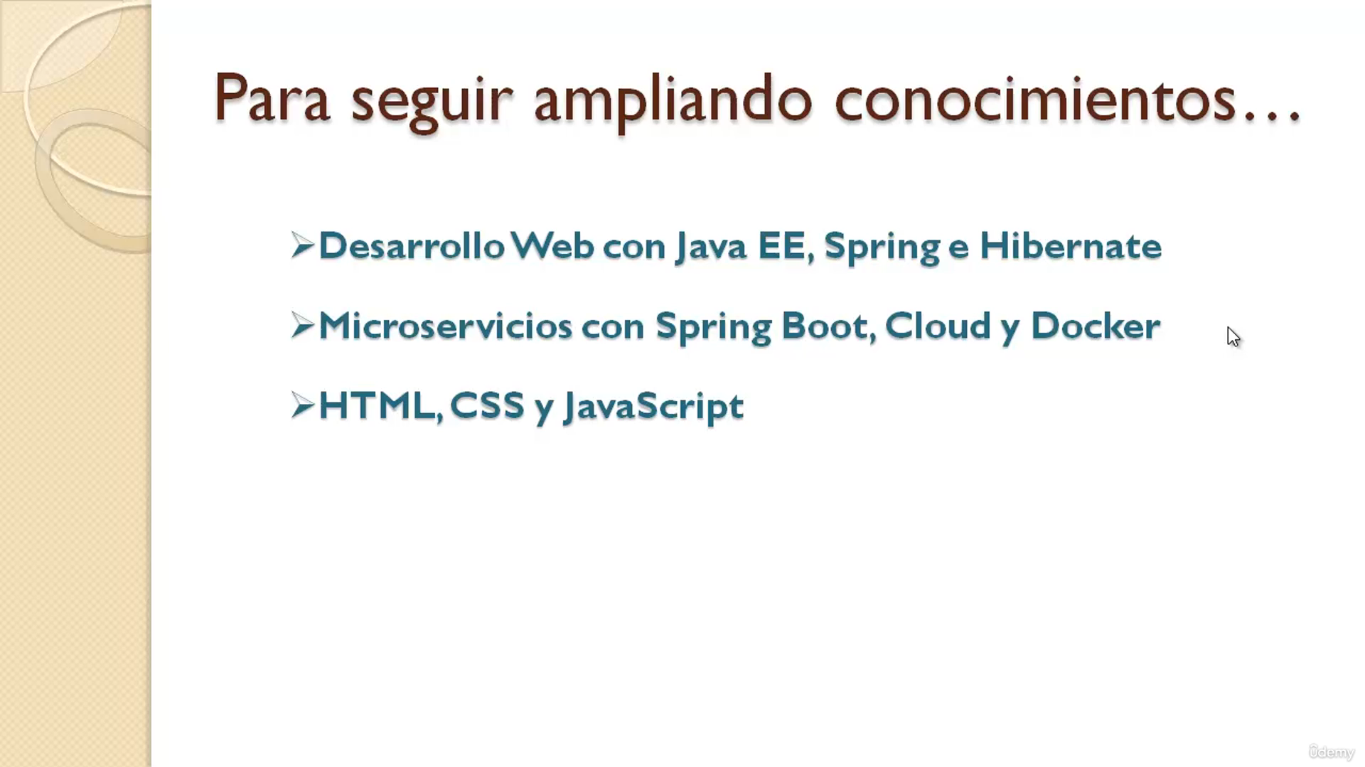 Para seguir ampliando conocimientos...
➢Desarrollo Web con Java EE, Spring e Hibernate
➢Microservicios con Spring Boot, Cloud y Docker
➢HTML, CSS y JavaScript
ûdemy